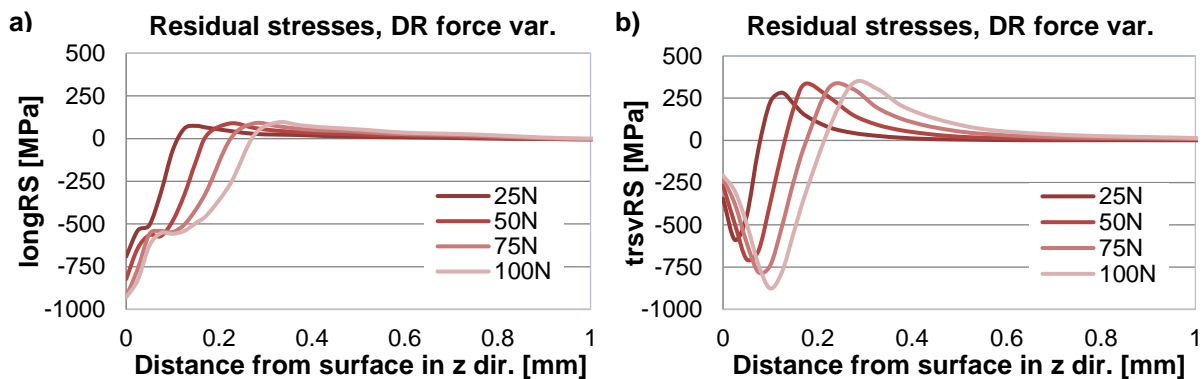 a)
Residual stresses, DR force var.
longRS [MPa]
500
250
0
-250
-500
-750
-1000
0
0.2
0.4
0.6
0.8
1
25N
50N
75N
100N
Distance from surface in z dir. [mm]
b)
Residual stresses, DR force var.
trsvRS [MPa]
500
250
0
-250
-500
-750
-1000
0
0.2
0.4
0.6
0.8
1
25N
50N
75N
100N
Distance from surface in z dir. [mm]